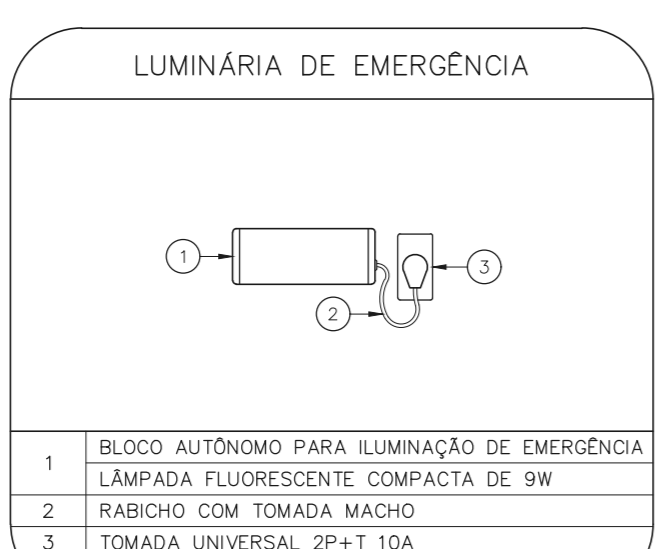 LUMINÁRIA DE EMERGÊNCIA
1
3
2
1
BLOCO AUTÔNOMO PARA ILUMINAÇÃO DE EMERGÊNCIA
LÂMPADA FLUORESCENTE COMPACTA DE 9W
2 RABICHO COM TOMADA MACHO
3 TOMADA UNIVERSAL 2P+T 10A